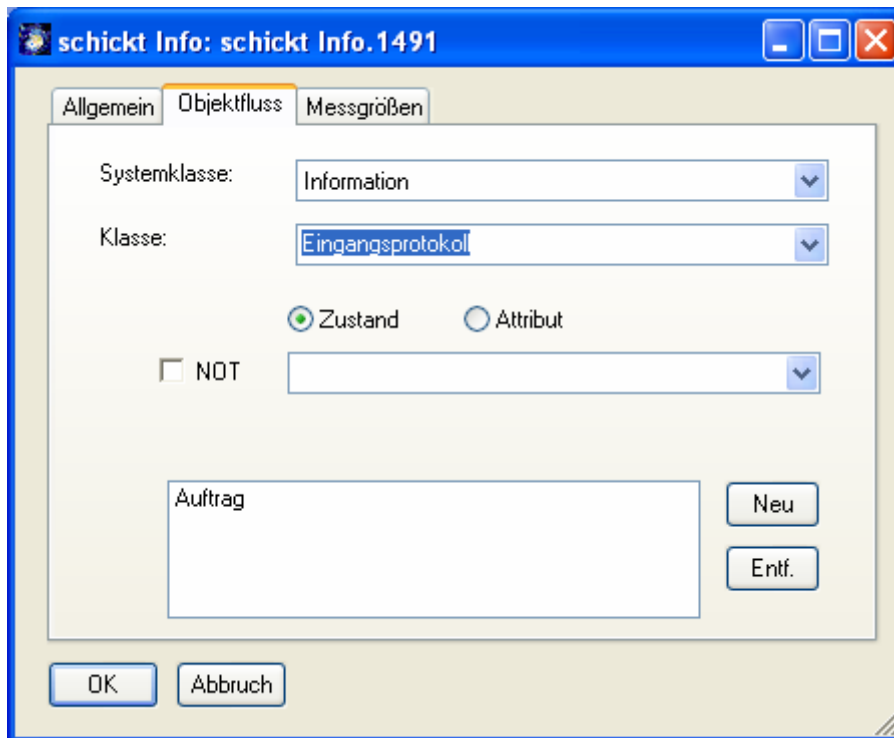 schickt Info: schickt Info.1491
Allgemein Objektfluss Messgrößen
Systemklasse: Information
Klasse: Eingangsprotokoll
Zustand Attribut
NOT
Auftrag
Neu
Entf.
OK Abbruch